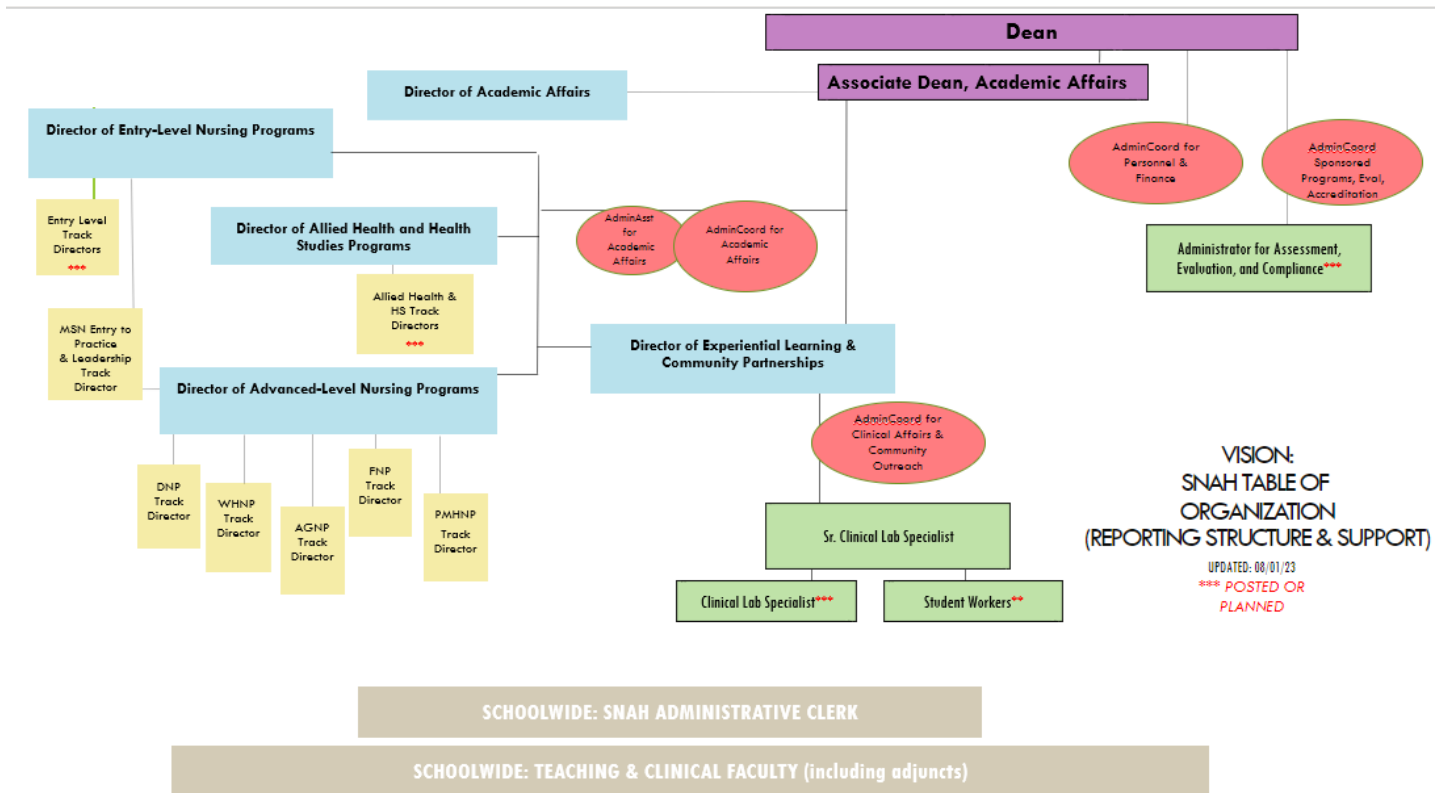 Dean
Associate Dean, Academic Affairs
Director of Academic Affairs
Director of Entry-Level Nursing Programs
AdminCoord for
Personnel &
Finance
AdminCoord
Sponsored
Programs, Eval,
Accreditation
Entry Level
Track
Directors
***
Director of Allied Health and Health
Studies Programs
AdminAsst
for
Academic
Affairs
AdminCoord for
Academic
Affairs
Administrator for Assessment,
Evaluation, and Compliance***
Allied Health &
HS Track
Directors
***
MSN Entry to
Practice
& Leadership
Track
Director
Director of Experiential Learning &
Community Partnerships
Director of Advanced-Level Nursing Programs
AdminCoord for
Clinical Affairs &
Community
Outreach
DNP
Track
Director
WHNP
Track
Director
AGNP
Track
Director
FNP
Track
Director
PMHNP
Track
Director
Sr. Clinical Lab Specialist
Clinical Lab Specialist***
Student Workers**
VISION:
SNAH TABLE OF
ORGANIZATION
(REPORTING STRUCTURE & SUPPORT)
UPDATED: 08/01/23
*** POSTED OR
PLANNED
SCHOOLWIDE: SNAH ADMINISTRATIVE CLERK
SCHOOLWIDE: TEACHING & CLINICAL FACULTY (including adjuncts)